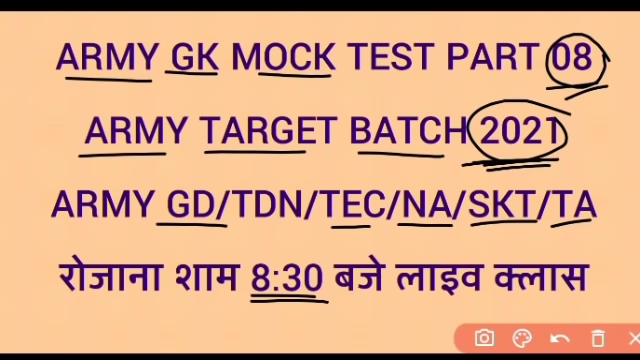 ARMY GK MOCK TEST PART 08
ARMY TARGET BATCH 2021
ARMY GD/TDN/TEC/NA/SKT/TA
रोजाना शाम 8:30 बजे लाइव क्लास